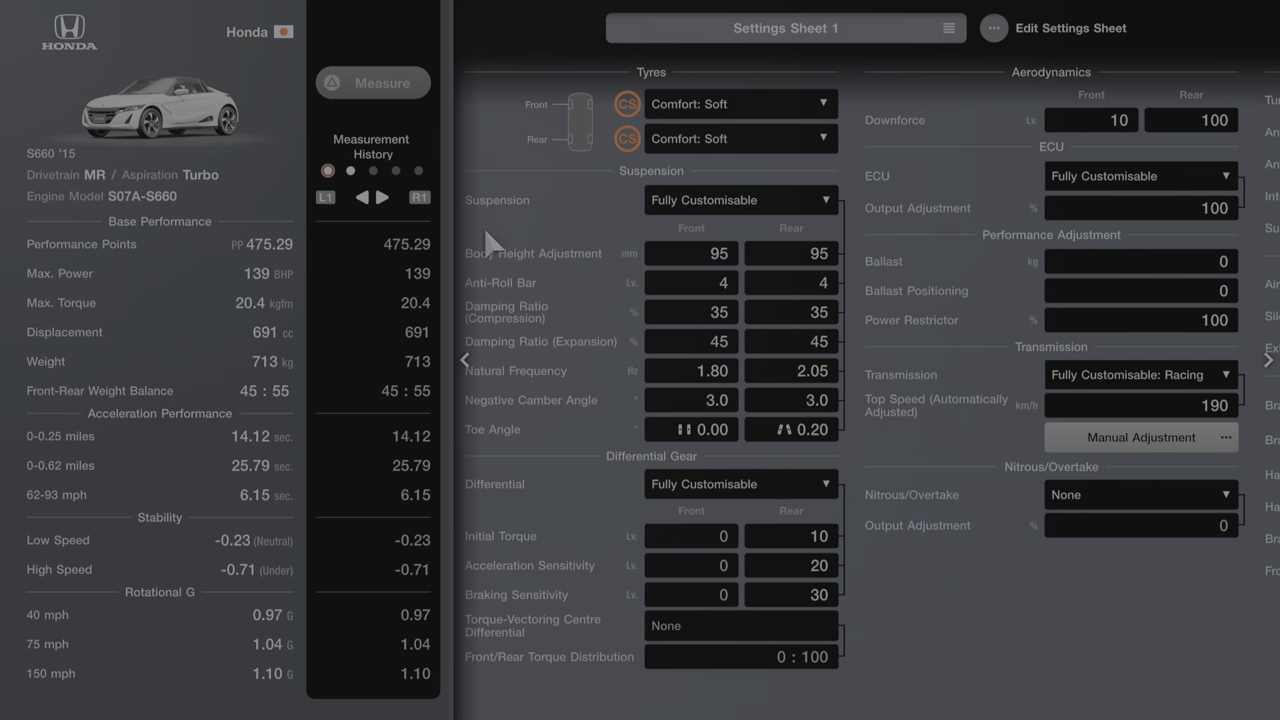 HONDA
Honda
S660 '15
Drivetrain MR / Aspiration Turbo
Engine Model S07A-S660
Base Performance
Performance Points PP 475.29
Max. Power 139 BHP
Max. Torque 20.4 kgfm
Displacement 691 cc
Weight 713 kg
Front-Rear Weight Balance 45 : 55
Acceleration Performance
0-0.25 miles 14.12 sec.
0-0.62 miles 25.79 sec.
62-93 mph 6.15 sec.
Stability
Low Speed -0.23 (Neutral)
High Speed -0.71 (Under)
Rotational G
40 mph 0.97 G
75 mph 1.04 G
150 mph 1.10 G
Measure
Measurement
History
L1 R1
475.29
139
20.4
691
713
45 : 55
14.12
25.79
6.15
-0.23
-0.71
0.97
1.04
1.10
Settings Sheet 1
Edit Settings Sheet
Tyres
Front CS Comfort: Soft
Rear CS Comfort: Soft
Suspension
Suspension Fully Customisable
Front Rear
Body Height Adjustment mm 95 95
Anti-Roll Bar Lv. 4 4
Damping Ratio
(Compression) % 35 35
Damping Ratio (Expansion) % 45 45
Natural Frequency Hz 1.80 2.05
Negative Camber Angle ° 3.0 3.0
Toe Angle ° 0.00 0.20
Differential Gear
Differential Fully Customisable
Front Rear
Initial Torque Lv. 0 10
Acceleration Sensitivity Lv. 0 20
Braking Sensitivity Lv. 0 30
Torque-Vectoring Centre
Differential None
Front/Rear Torque Distribution 0 : 100
Aerodynamics
Front Rear
Downforce Lv. 10 100
ECU
ECU Fully Customisable
Output Adjustment % 100
Performance Adjustment
Ballast kg 0
Ballast Positioning 0
Power Restrictor % 100
Transmission
Transmission Fully Customisable: Racing
Top Speed (Automatically
Adjusted) km/h 190
Manual Adjustment
Nitrous/Overtake
Nitrous/Overtake None
Output Adjustment % 0